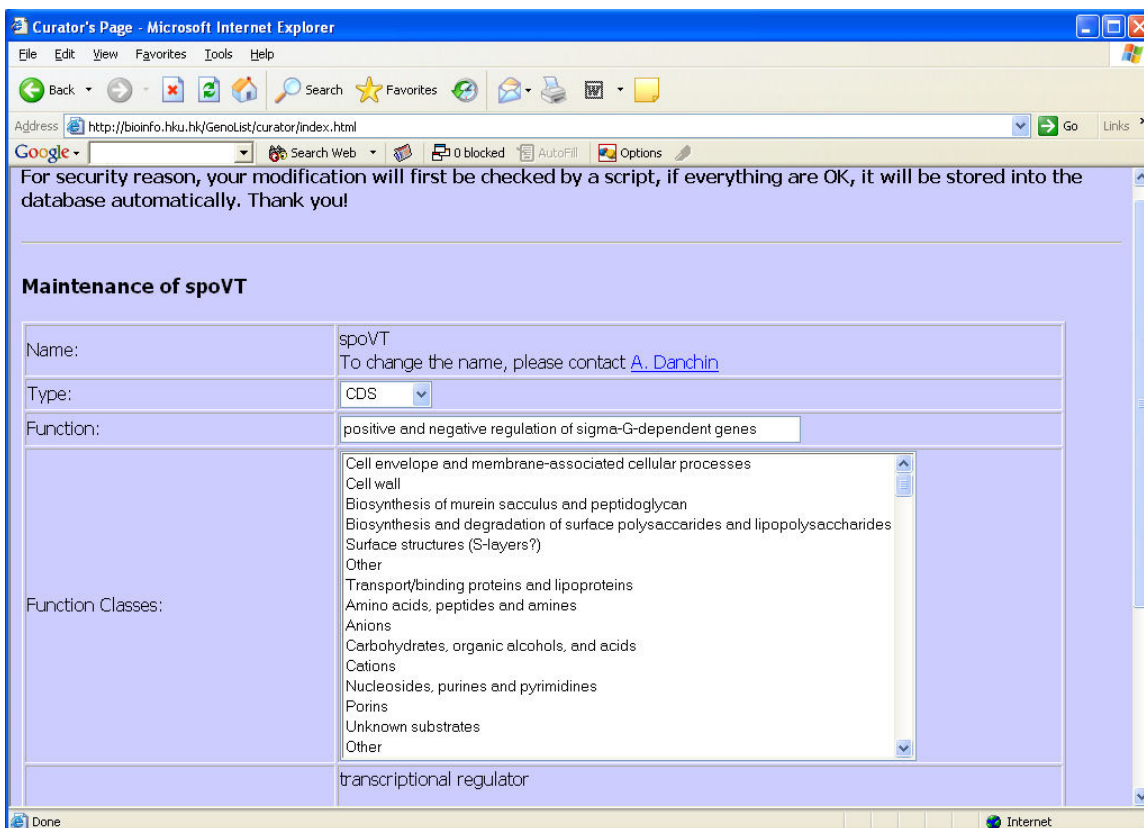 Curator's Page - Microsoft Internet Explorer
File Edit View Favorites Tools Help
Back Search Favorites
Address http://bioinfo.hku.hk/GenoList/curator/index.html Go Links »
Google Search Web 0 blocked AutoFill Options
For security reason, your modification will first be checked by a script, if everything are OK, it will be stored into the
database automatically. Thank you!
Maintenance of spoVT
Name: spoVT
To change the name, please contact A. Danchin
Type: CDS
Function: positive and negative regulation of sigma-G-dependent genes
Cell envelope and membrane-associated cellular processes
Cell wall
Biosynthesis of murein sacculus and peptidoglycan
Biosynthesis and degradation of surface polysaccarides and lipopolysaccharides
Surface structures (S-layers?)
Other
Transport/binding proteins and lipoproteins
Function Classes: Amino acids, peptides and amines
Anions
Carbohydrates, organic alcohols, and acids
Cations
Nucleosides, purines and pyrimidines
Porins
Unknown substrates
Other
transcriptional regulator
Done Internet